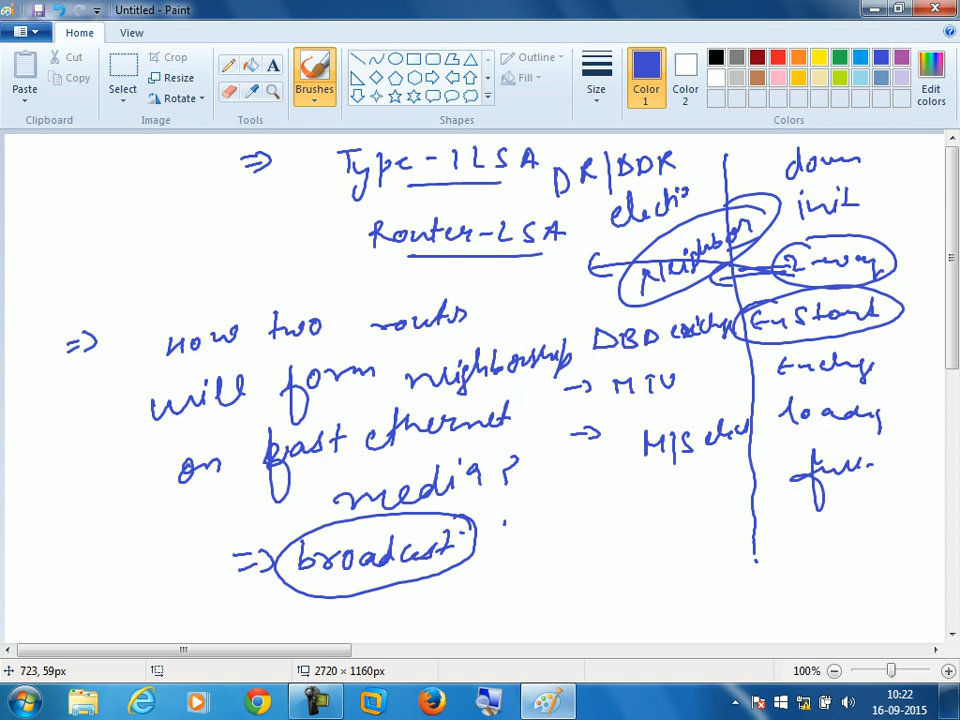 Untitled - Paint
Home
View
Paste
Cut
Copy
Clipboard
Select
Crop
Resize
Rotate
Image
A
Tools
Brushes
Outline
Fill
Shapes
Size
Color 1
Color 2
Edit colors
Colors
⇒ Type-1 LSA
Router-LSA
DR/BDR
electio
Neighbor
down
init
2-way
ExStart
loadg
full
⇒ How two
will form neighborship
on fast ethernet
media?
⇒ broadcast
DBD
→ MTU
→ M/S elect
723, 59px
2720 × 1160px
100%
10:22
16-09-2015